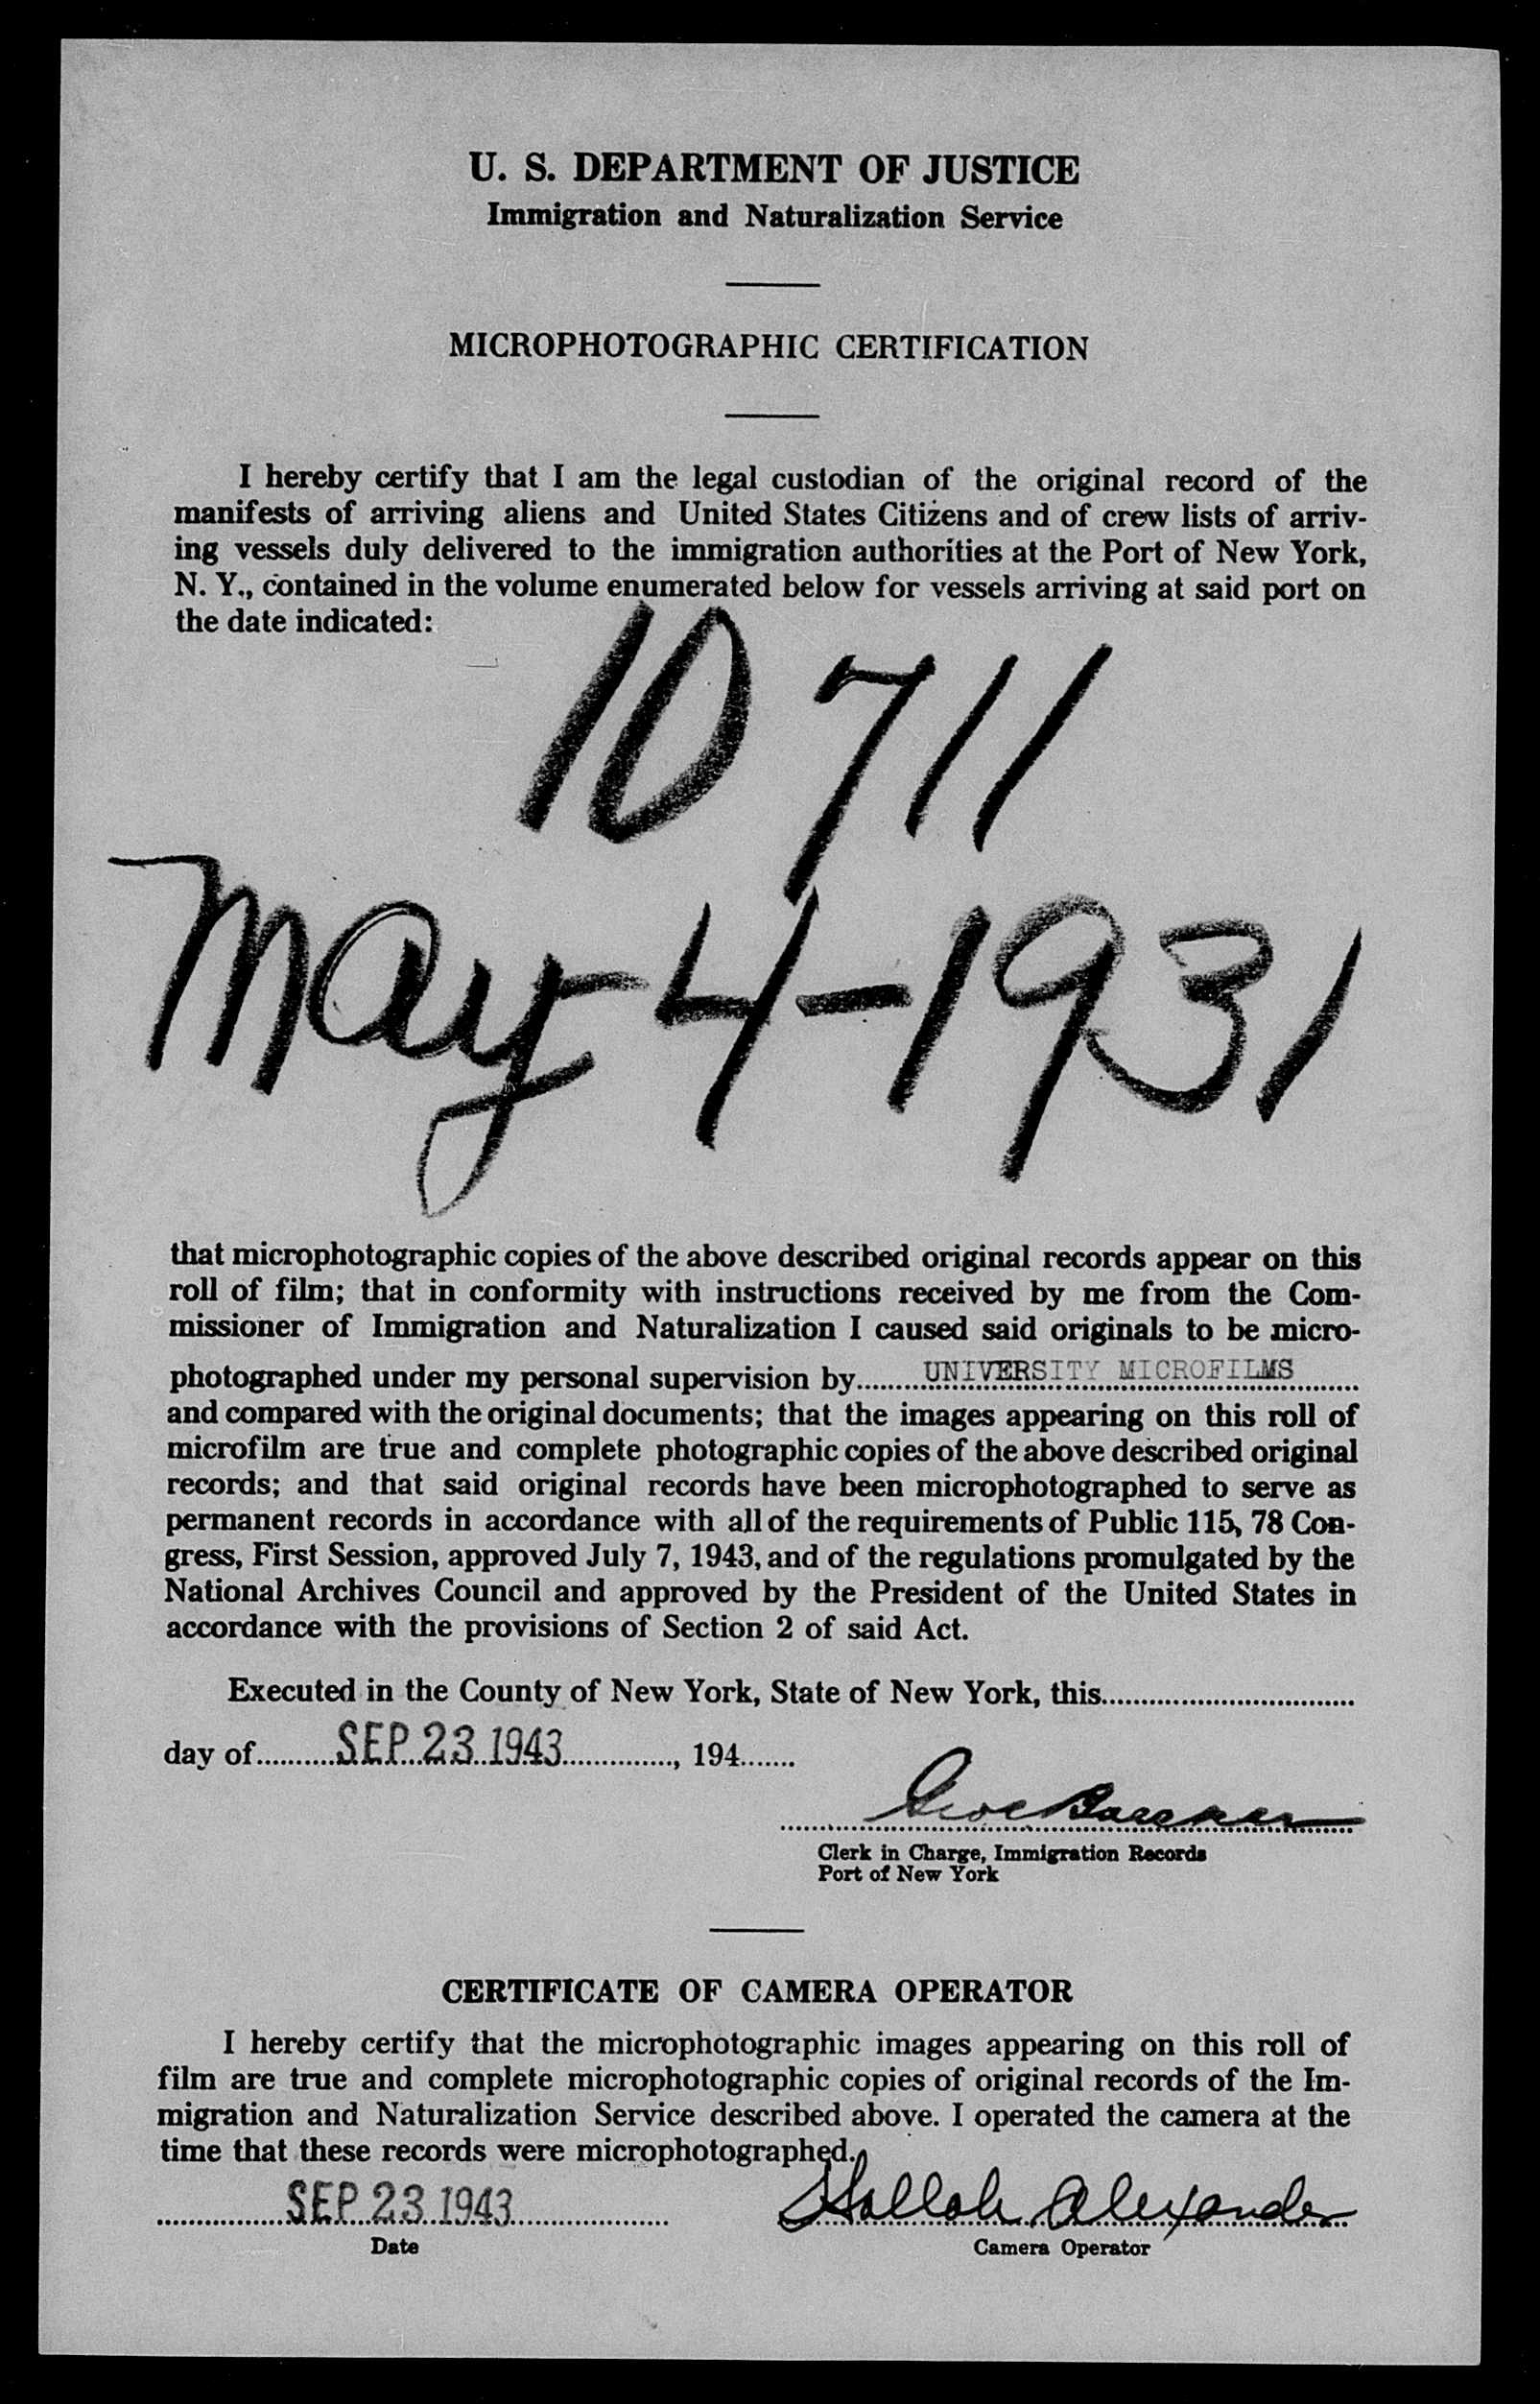 U. S. DEPARTMENT OF JUSTICE
Immigration and Naturalization Service
MICROPHOTOGRAPHIC CERTIFICATION
I hereby certify that I am the legal custodian of the original record of the
manifests of arriving aliens and United States Citizens and of crew lists of arriv-
ing vessels duly delivered to the immigration authorities at the Port of New York,
N. Y., contained in the volume enumerated below for vessels arriving at said port on
the date indicated:
10711
May-4-1931
that microphotographic copies of the above described original records appear on this
roll of film; that in conformity with instructions received by me from the Com-
missioner of Immigration and Naturalization I caused said originals to be micro-
photographed under my personal supervision by UNIVERSITY MICROFILMS
and compared with the original documents; that the images appearing on this roll of
microfilm are true and complete photographic copies of the above described original
records; and that said original records have been microphotographed to serve as
permanent records in accordance with all of the requirements of Public 115, 78 Con-
gress, First Session, approved July 7, 1943, and of the regulations promulgated by the
National Archives Council and approved by the President of the United States in
accordance with the provisions of Section 2 of said Act.
Executed in the County of New York, State of New York, this
day of SEP 23 1943, 194
Clerk in Charge, Immigration Records
Port of New York
CERTIFICATE OF CAMERA OPERATOR
I hereby certify that the microphotographic images appearing on this roll of
film are true and complete microphotographic copies of original records of the Im-
migration and Naturalization Service described above. I operated the camera at the
time that these records were microphotographed.
SEP 23 1943 Alexander
Date Camera Operator